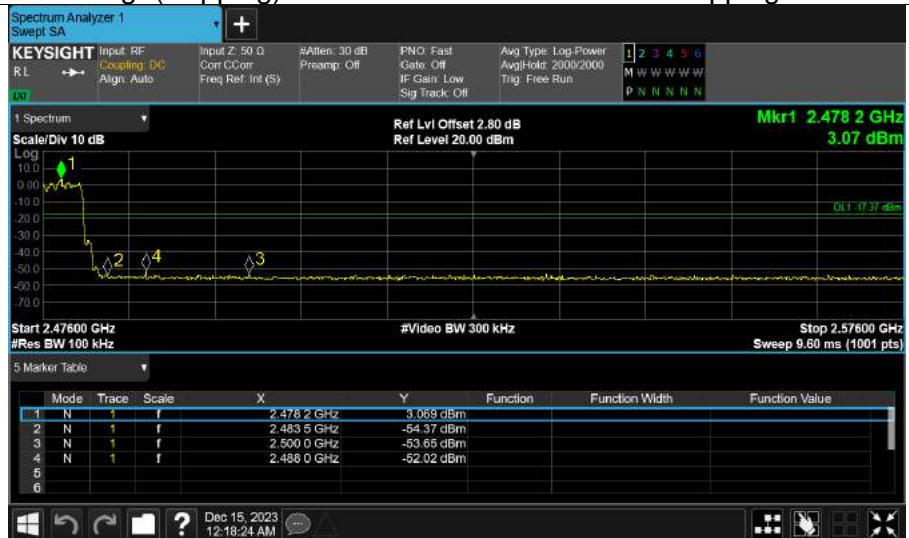 Spectrum Analyzer 1
Swept SA
+
KEYSIGHT Input: RF Input Z: 50 Ω #Atten: 30 dB PNO: Fast Avg Type: Log-Power 1 2 3 4 5 6
RL Coupling: DC Corr CCorr Preamp: Off Gate: Off Avg|Hold: 2000/2000 M W W W W W
Align: Auto Freq Ref: Int (S) IF Gain: Low Trig: Free Run
Sig Track: Off P N N N N N
1 Spectrum Ref Lvl Offset 2.80 dB Mkr1 2.478 2 GHz
Scale/Div 10 dB Ref Level 20.00 dBm 3.07 dBm
Log
10.0 1
0.00
-10.0
DL1 -17.37 dBm
-20.0
-30.0
-40.0
2 4 3
-50.0
-60.0
-70.0
Start 2.47600 GHz #Video BW 300 kHz Stop 2.57600 GHz
#Res BW 100 kHz Sweep 9.60 ms (1001 pts)
5 Marker Table
Mode Trace Scale X Y Function Function Width Function Value
1 N 1 f 2.478 2 GHz 3.069 dBm
2 N 1 f 2.483 5 GHz -54.37 dBm
3 N 1 f 2.500 0 GHz -53.65 dBm
4 N 1 f 2.488 0 GHz -52.02 dBm
5
6
? Dec 15, 2023
12:18:24 AM